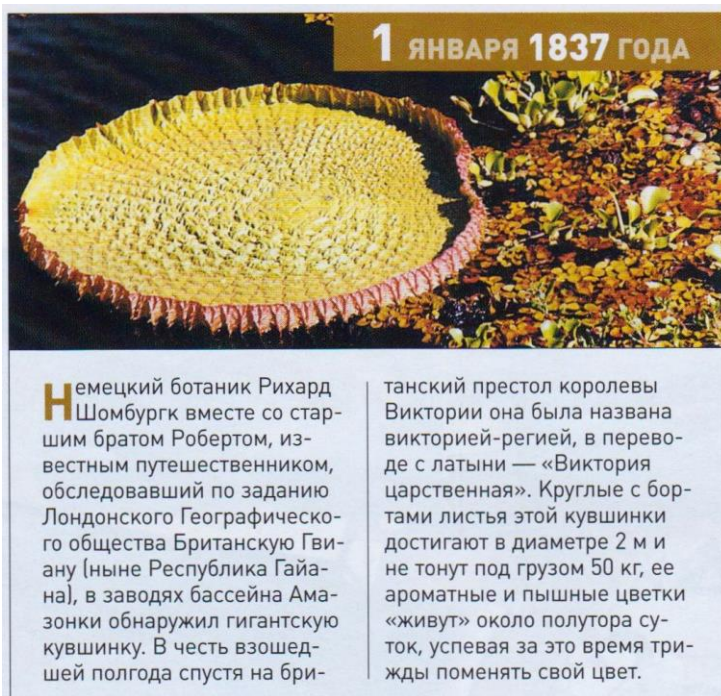 1 ЯНВАРЯ 1837 ГОДА
Немецкий ботаник Рихард
Шомбургк вместе со стар-
шим братом Робертом, из-
вестным путешественником,
обследовавший по заданию
Лондонского Географическо-
го общества Британскую Гви-
ану (ныне Республика Гайа-
на), в заводях бассейна Ама-
зонки обнаружил гигантскую
кувшинку. В честь взошед-
шей полгода спустя на бри-
танский престол королевы
Виктории она была названа
викторией-регией, в перево-
де с латыни — «Виктория
царственная». Круглые с бор-
тами листья этой кувшинки
достигают в диаметре 2 м и
не тонут под грузом 50 кг, ее
ароматные и пышные цветки
«живут» около полутора су-
ток, успевая за это время три-
жды поменять свой цвет.